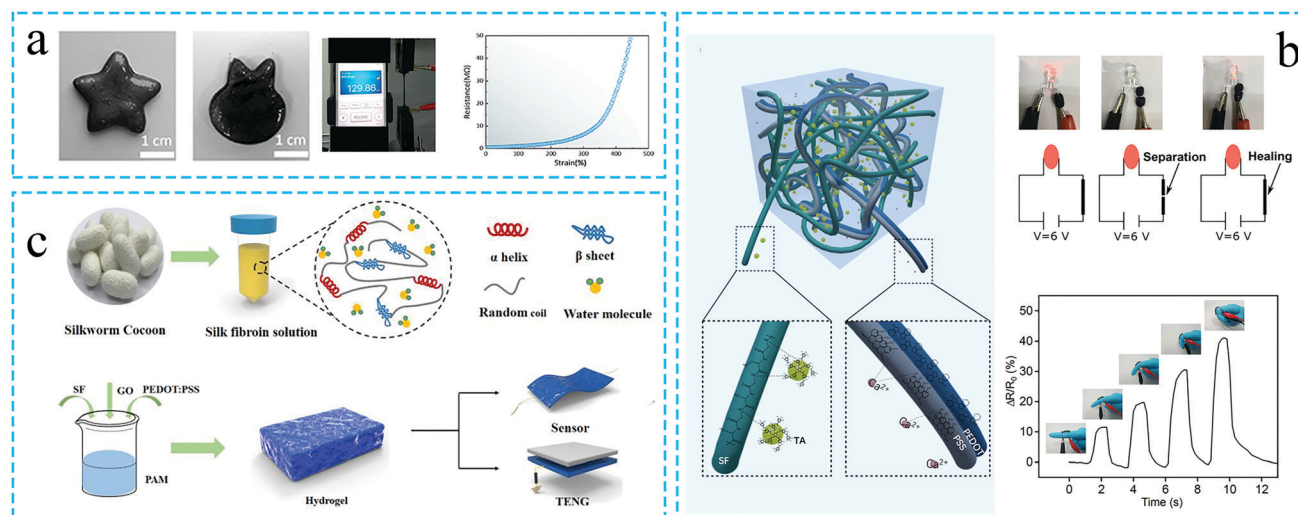 a
1 cm
1 cm
129.86
Resistance(MΩ)
50
40
30
20
10
0
0 100 200 300 400 500
Strain(%)
b
Separation
Healing
V=6 V
V=6 V
V=6 V
SF
TA
Ca2+
Ca2+
Ca2+
PSS
PEDOT
ΔR/R0 (%)
50
40
30
20
10
0
0 2 4 6 8 10 12
Time (s)
c
Silkworm Cocoon
Silk fibroin solution
α helix
β sheet
Random coil
Water molecule
SF
GO
PEDOT:PSS
PAM
Hydrogel
Sensor
TENG